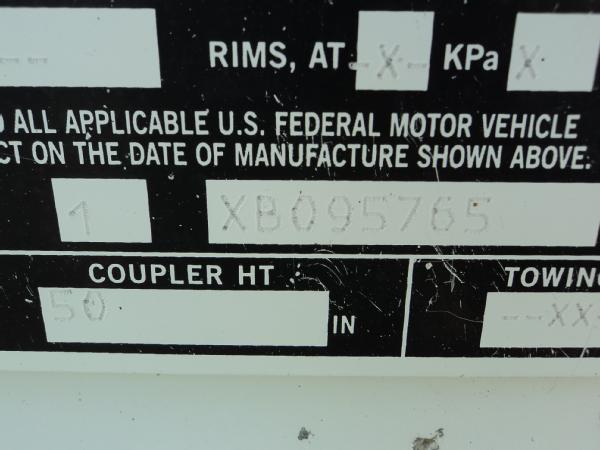 --
RIMS, AT -X- KPa X
ALL APPLICABLE U.S. FEDERAL MOTOR VEHICLE
ON THE DATE OF MANUFACTURE SHOWN ABOVE.
1 XB095765
COUPLER HT TOWING
50 IN --XX-